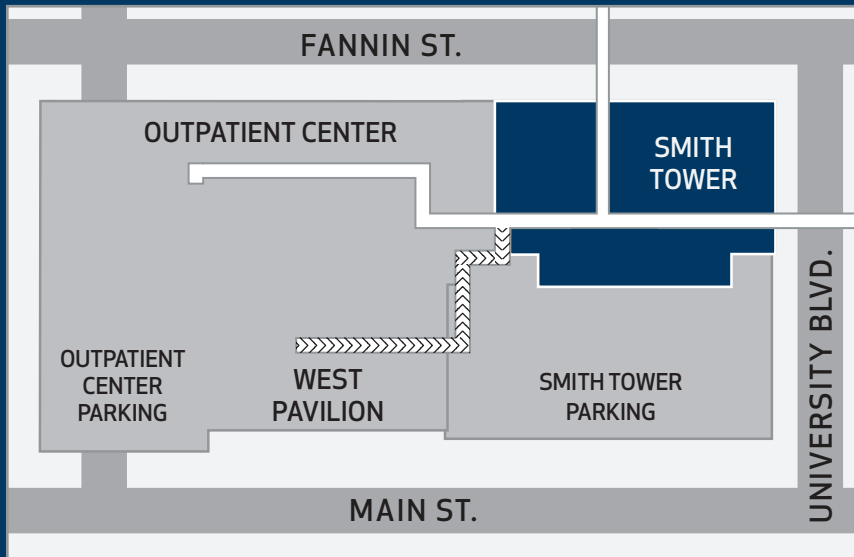 FANNIN ST.
OUTPATIENT CENTER
SMITH
TOWER
OUTPATIENT
CENTER
PARKING
WEST
PAVILION
SMITH TOWER
PARKING
UNIVERSITY BLVD.
MAIN ST.